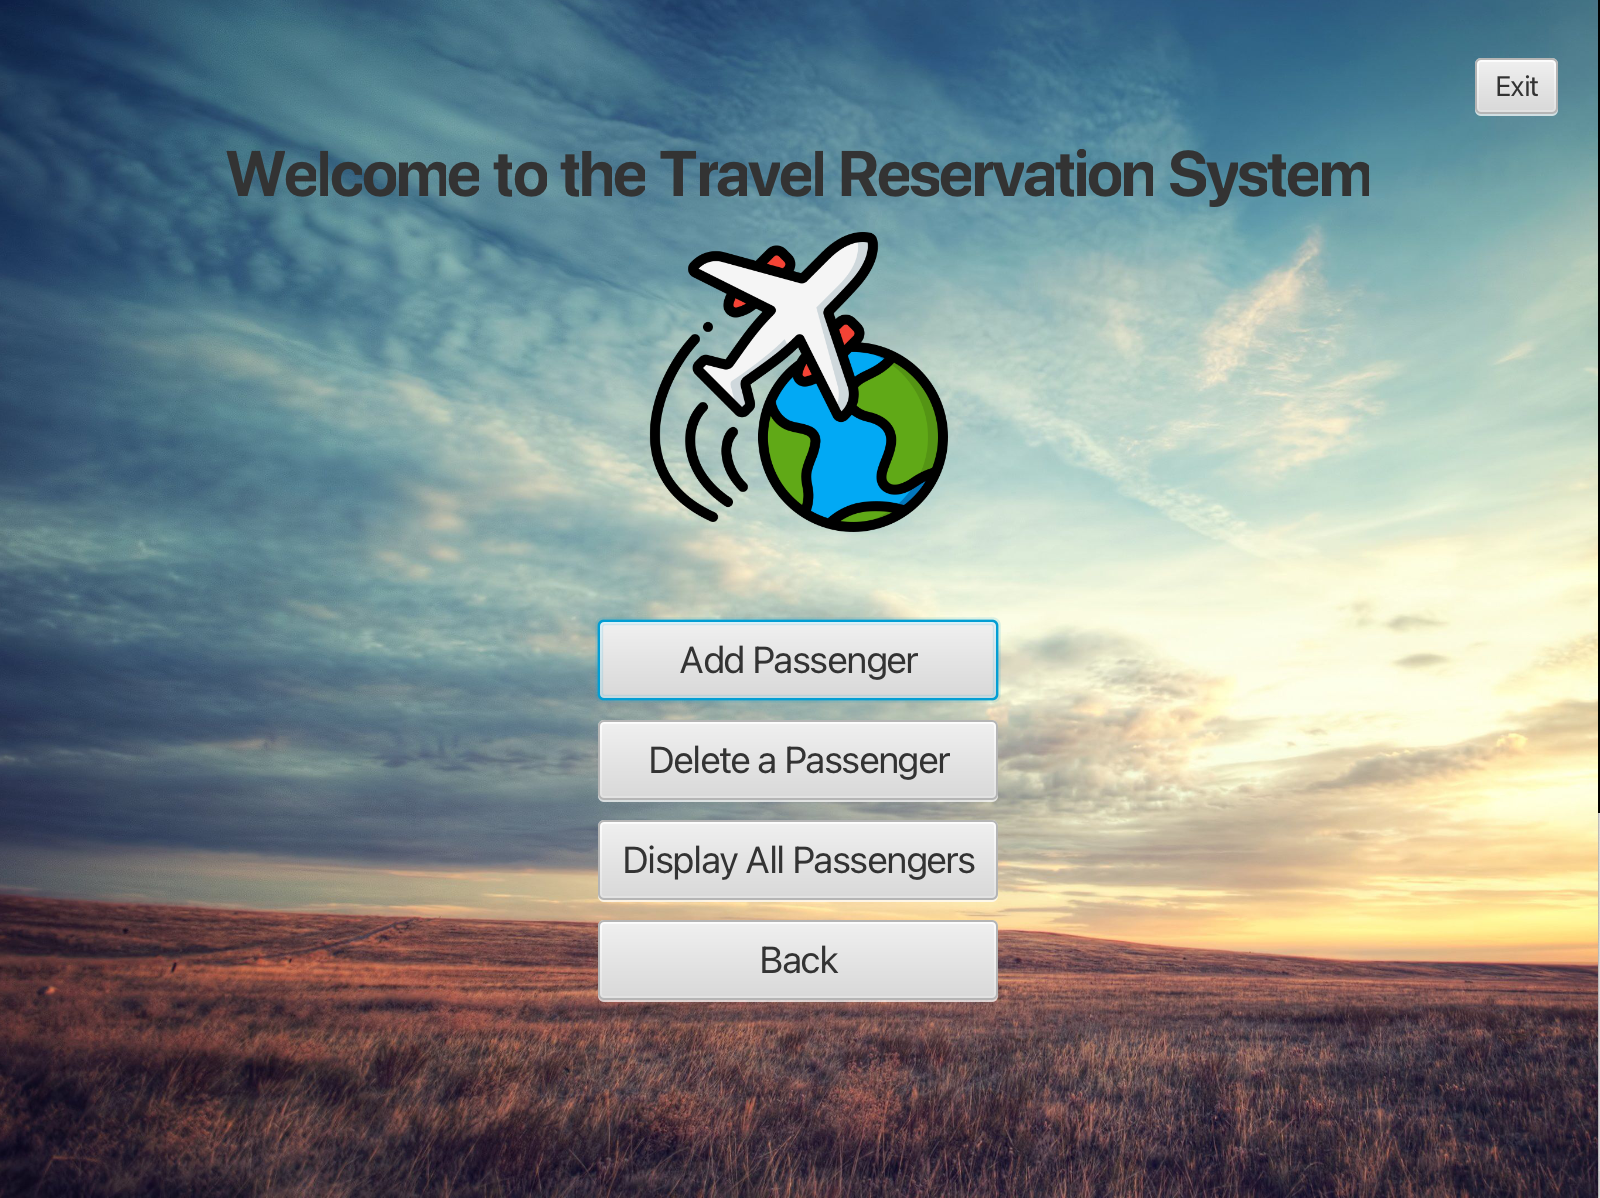 Exit
Welcome to the Travel Reservation System
Add Passenger
Delete a Passenger
Display All Passengers
Back